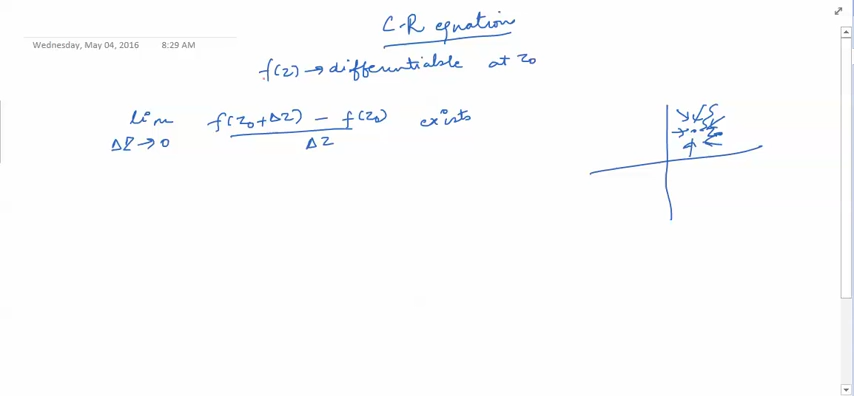 C-R equation
Wednesday, May 04, 2016 8:29 AM
f(z) → differentiable at z₀
lim f(z₀+Δz) − f(z₀) exists
Δz→0 Δz
z₀